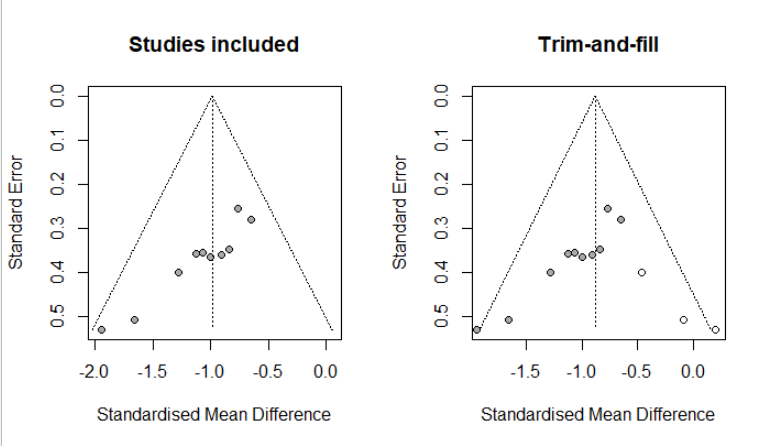 Studies included
Trim-and-fill
Standard Error
0.0
0.1
0.2
0.3
0.4
0.5
-2.0 -1.5 -1.0 -0.5 0.0
Standardised Mean Difference
Standard Error
0.0
0.1
0.2
0.3
0.4
0.5
-1.5 -1.0 -0.5 0.0
Standardised Mean Difference